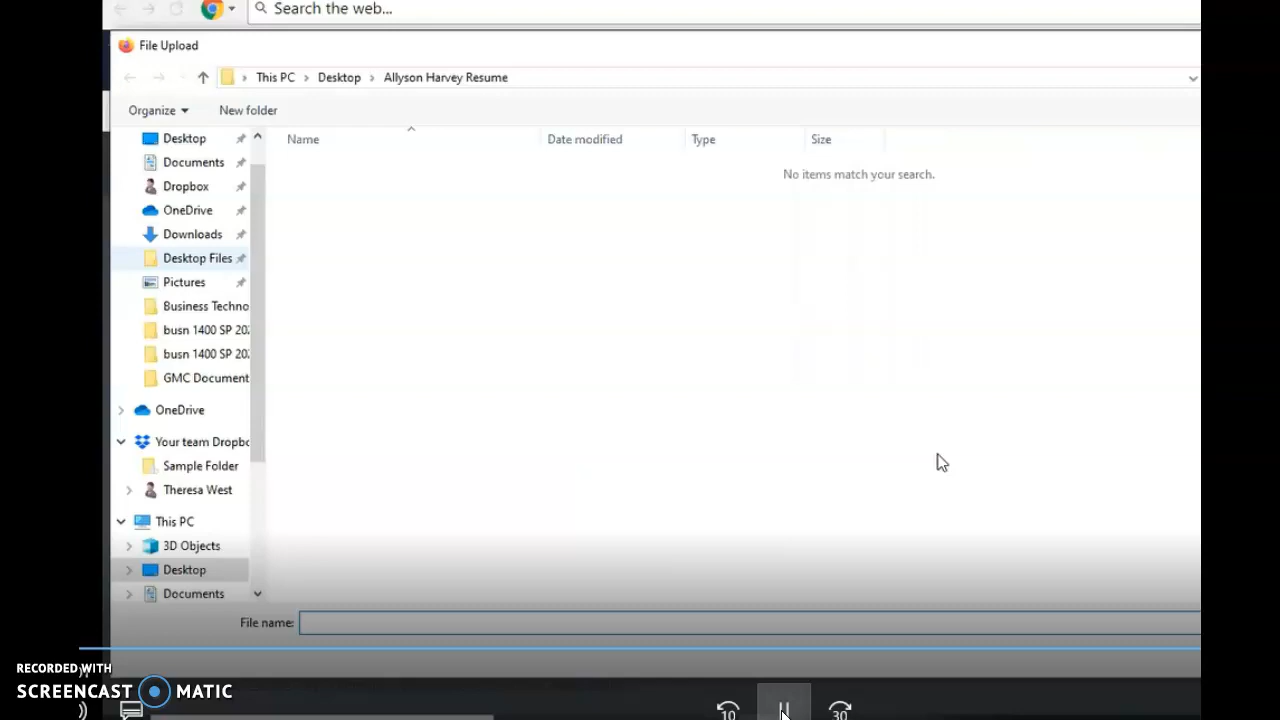 Search the web...
File Upload
This PC > Desktop > Allyson Harvey Resume
Organize New folder
Name Date modified Type Size
No items match your search.
Desktop
Documents
Dropbox
OneDrive
Downloads
Desktop Files
Pictures
Business Techno
busn 1400 SP 202
busn 1400 SP 202
GMC Document
OneDrive
Your team Dropbo
Sample Folder
Theresa West
This PC
3D Objects
Desktop
Documents
File name:
RECORDED WITH
SCREENCAST MATIC
10 30